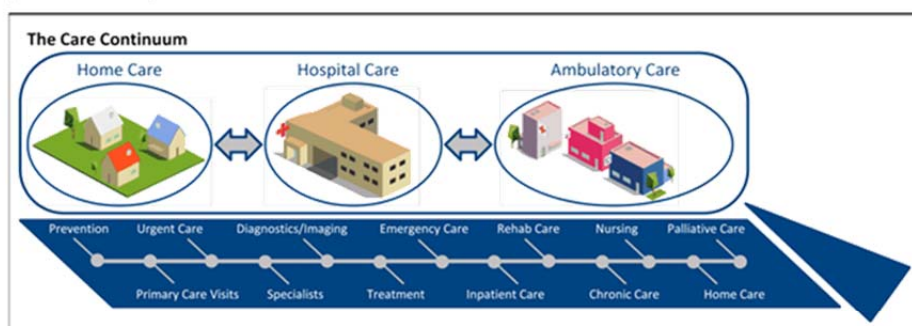 The Care Continuum
Home Care Hospital Care Ambulatory Care
Prevention Urgent Care Diagnostics/Imaging Emergency Care Rehab Care Nursing Palliative Care
Primary Care Visits Specialists Treatment Inpatient Care Chronic Care Home Care